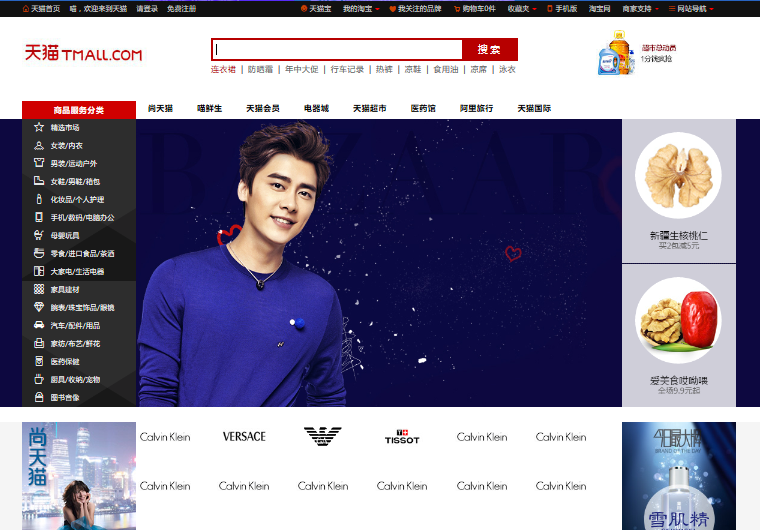 天猫首页 喵，欢迎来到天猫 请登录 免费注册 天猫宝 我的淘宝 我关注的品牌 购物车0件 收藏夹 手机版 淘宝网 商家支持 网站导航
天猫 TMALL.COM
搜索
连衣裙 | 防晒霜 | 年中大促 | 行车记录 | 热裤 | 凉鞋 | 食用油 | 凉席 | 泳衣
超市总动员
1分钱疯抢
商品服务分类 尚天猫 喵鲜生 天猫会员 电器城 天猫超市 医药馆 阿里旅行 天猫国际
精选市场
女装/内衣
男装/运动户外
女鞋/男鞋/箱包
化妆品/个人护理
手机/数码/电脑办公
母婴玩具
零食/进口食品/茶酒
大家电/生活电器
家具建材
腕表/珠宝饰品/眼镜
汽车/配件/用品
家纺/布艺/鲜花
医药保健
厨具/收纳/宠物
图书音像
BAZAAR
新疆生核桃仁
买2包减5元
爱美食哎呦喂
全场9.9元起
尚天猫
Calvin Klein VERSACE TISSOT Calvin Klein Calvin Klein
Calvin Klein Calvin Klein Calvin Klein Calvin Klein Calvin Klein Calvin Klein
BRAND OF THE DAY
雪肌精